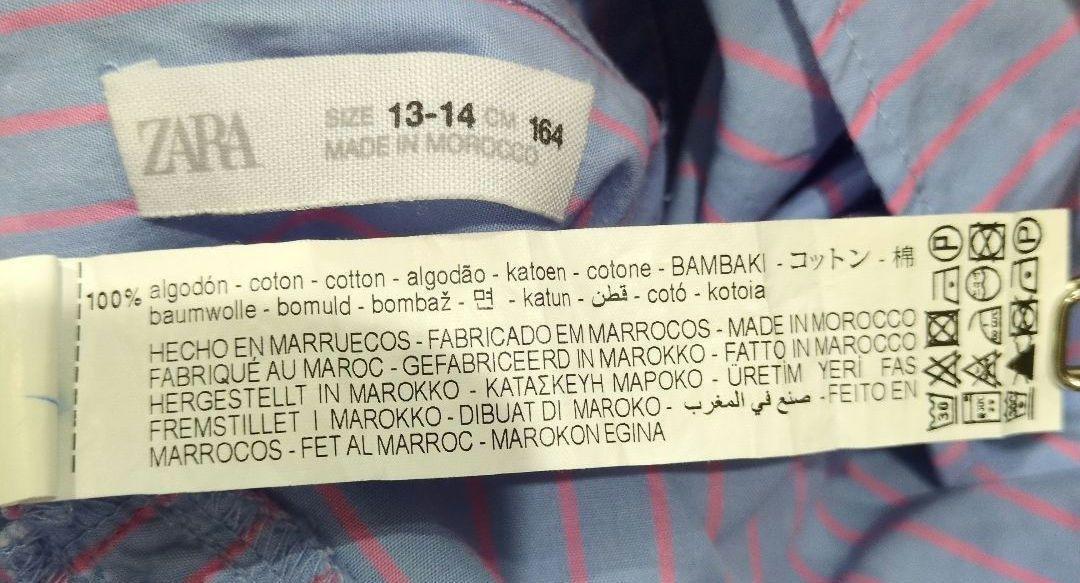 ZARA
SIZE 13-14 CM 164
MADE IN MOROCCO
100% algodón - coton - cotton - algodão - katoen - cotone - BAMBAKI - コットン - 棉
baumwolle - bomuld - bombaž - 면 - katun - قطن - cotó - kotoia
HECHO EN MARRUECOS - FABRICADO EM MARROCOS - MADE IN MOROCCO
FABRIQUÉ AU MAROC - GEFABRICEERD IN MAROKKO - FATTO IN MAROCCO
HERGESTELLT IN MAROKKO - ΚΑΤΑΣΚΕΥΗ ΜΑΡΟΚΟ - ÜRETİM YERİ FAS
FREMSTILLET I MAROKKO - DIBUAT DI MAROKO - صنع في المغرب - FEITO EN
MARROCOS - FET AL MARROC - MAROKON EGINA
P
P
30